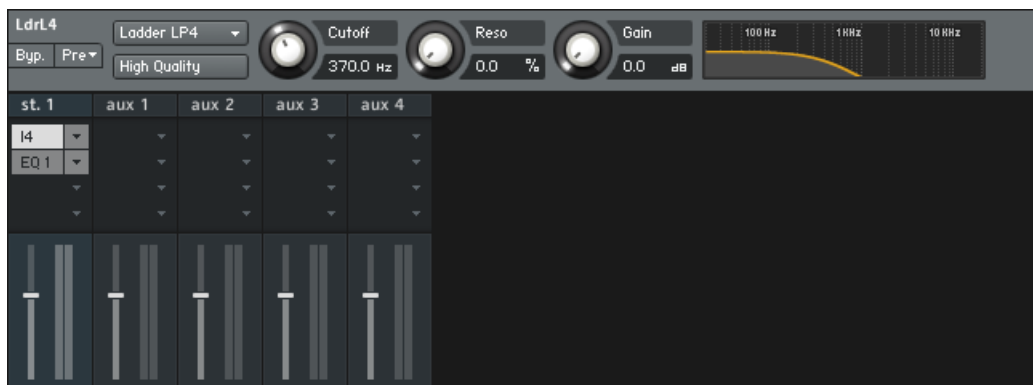 LdrL4
Ladder LP4
Cutoff
Reso
Gain
100 Hz 1 KHz 10 KHz
Byp. Pre
High Quality
370.0 Hz
0.0 %
0.0 dB
st. 1 aux 1 aux 2 aux 3 aux 4
l4
EQ 1